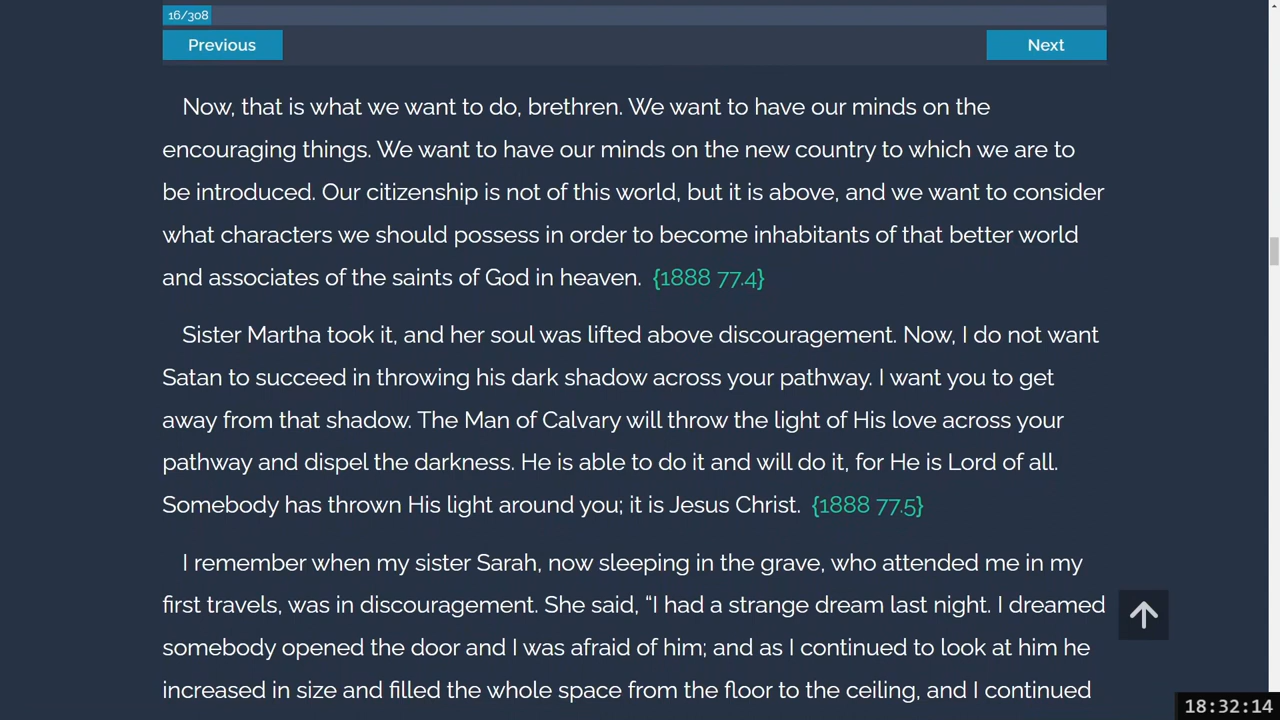 16/308
Previous
Next
Now, that is what we want to do, brethren. We want to have our minds on the
encouraging things. We want to have our minds on the new country to which we are to
be introduced. Our citizenship is not of this world, but it is above, and we want to consider
what characters we should possess in order to become inhabitants of that better world
and associates of the saints of God in heaven. {1888 77.4}
Sister Martha took it, and her soul was lifted above discouragement. Now, I do not want
Satan to succeed in throwing his dark shadow across your pathway. I want you to get
away from that shadow. The Man of Calvary will throw the light of His love across your
pathway and dispel the darkness. He is able to do it and will do it, for He is Lord of all.
Somebody has thrown His light around you; it is Jesus Christ. {1888 77.5}
I remember when my sister Sarah, now sleeping in the grave, who attended me in my
first travels, was in discouragement. She said, “I had a strange dream last night. I dreamed
somebody opened the door and I was afraid of him; and as I continued to look at him he
increased in size and filled the whole space from the floor to the ceiling, and I continued
18:32:14